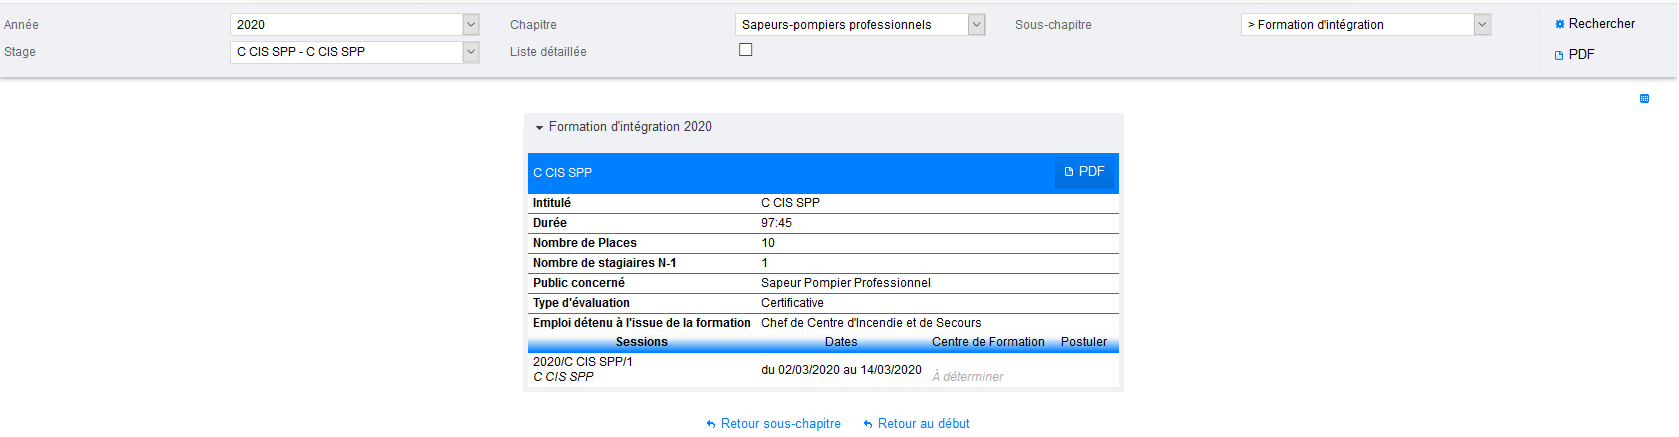 Année 2020 Chapitre Sapeurs-pompiers professionnels Sous-chapitre > Formation d'intégration Rechercher
Stage C CIS SPP - C CIS SPP Liste détaillée PDF
Formation d'intégration 2020
C CIS SPP PDF
Intitulé C CIS SPP
Durée 97:45
Nombre de Places 10
Nombre de stagiaires N-1 1
Public concerné Sapeur Pompier Professionnel
Type d'évaluation Certificative
Emploi détenu à l'issue de la formation Chef de Centre d'Incendie et de Secours
Sessions Dates Centre de Formation Postuler
2020/C CIS SPP/1
C CIS SPP du 02/03/2020 au 14/03/2020 À déterminer
Retour sous-chapitre Retour au début